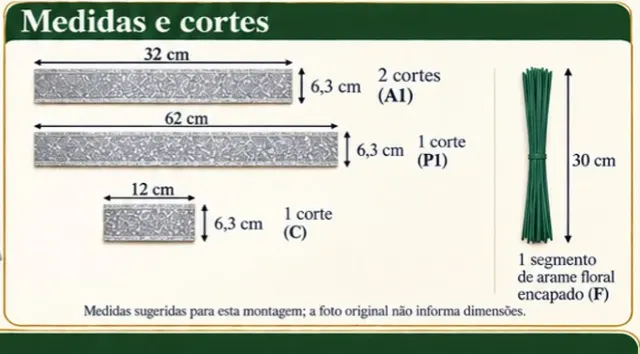 Medidas e cortes
32 cm
6,3 cm
2 cortes
(A1)
62 cm
6,3 cm
1 corte
(P1)
12 cm
6,3 cm
1 corte
(C)
30 cm
1 segmento
de arame floral
encapado (F)
Medidas sugeridas para esta montagem; a foto original não informa dimensões.